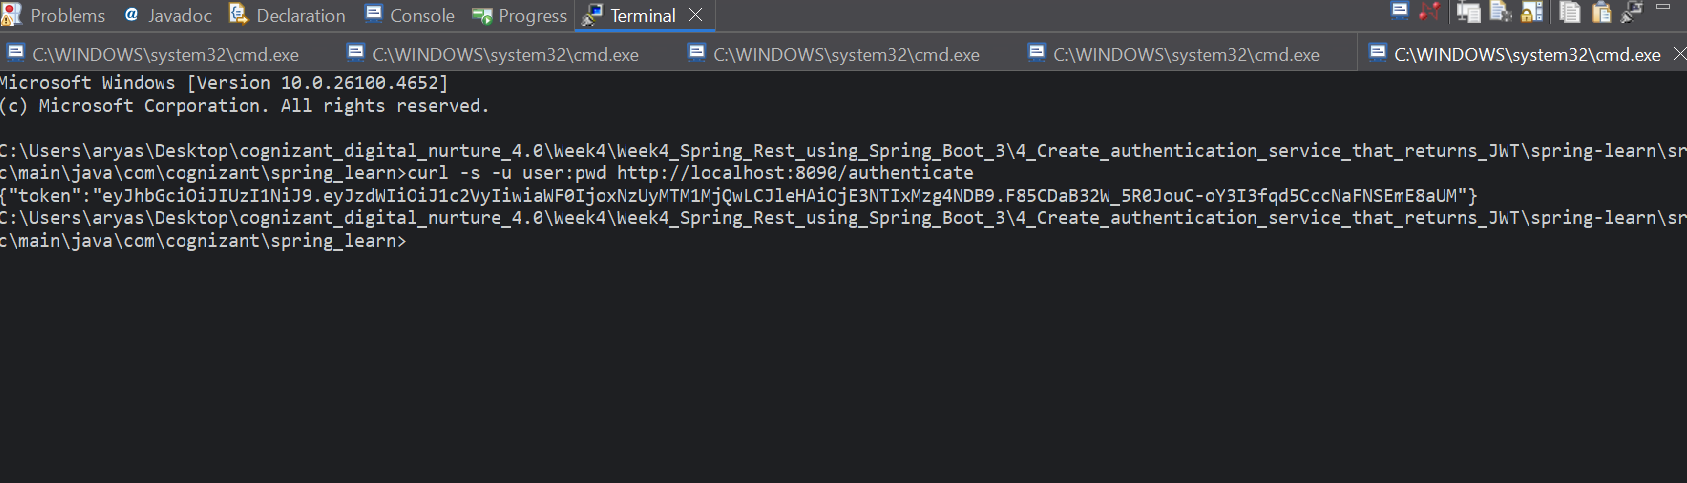 Problems Javadoc Declaration Console Progress Terminal
C:\WINDOWS\system32\cmd.exe C:\WINDOWS\system32\cmd.exe C:\WINDOWS\system32\cmd.exe C:\WINDOWS\system32\cmd.exe C:\WINDOWS\system32\cmd.exe
Microsoft Windows [Version 10.0.26100.4652]
(c) Microsoft Corporation. All rights reserved.
C:\Users\aryas\Desktop\cognizant_digital_nurture_4.0\Week4\Week4_Spring_Rest_using_Spring_Boot_3\4_Create_authentication_service_that_returns_JWT\spring-learn\sr
c\main\java\com\cognizant\spring_learn>curl -s -u user:pwd http://localhost:8090/authenticate
{"token":"eyJhbGciOiJIUzI1NiJ9.eyJzdWIiOiJ1c2VyIiwiaWF0IjoxNzUyMTM1MjQwLCJleHAiOjE3NTIxMzg4NDB9.F85CDaB32W_5R0JouC-oY3I3fqd5CccNaFNSEmE8aUM"}
C:\Users\aryas\Desktop\cognizant_digital_nurture_4.0\Week4\Week4_Spring_Rest_using_Spring_Boot_3\4_Create_authentication_service_that_returns_JWT\spring-learn\sr
c\main\java\com\cognizant\spring_learn>